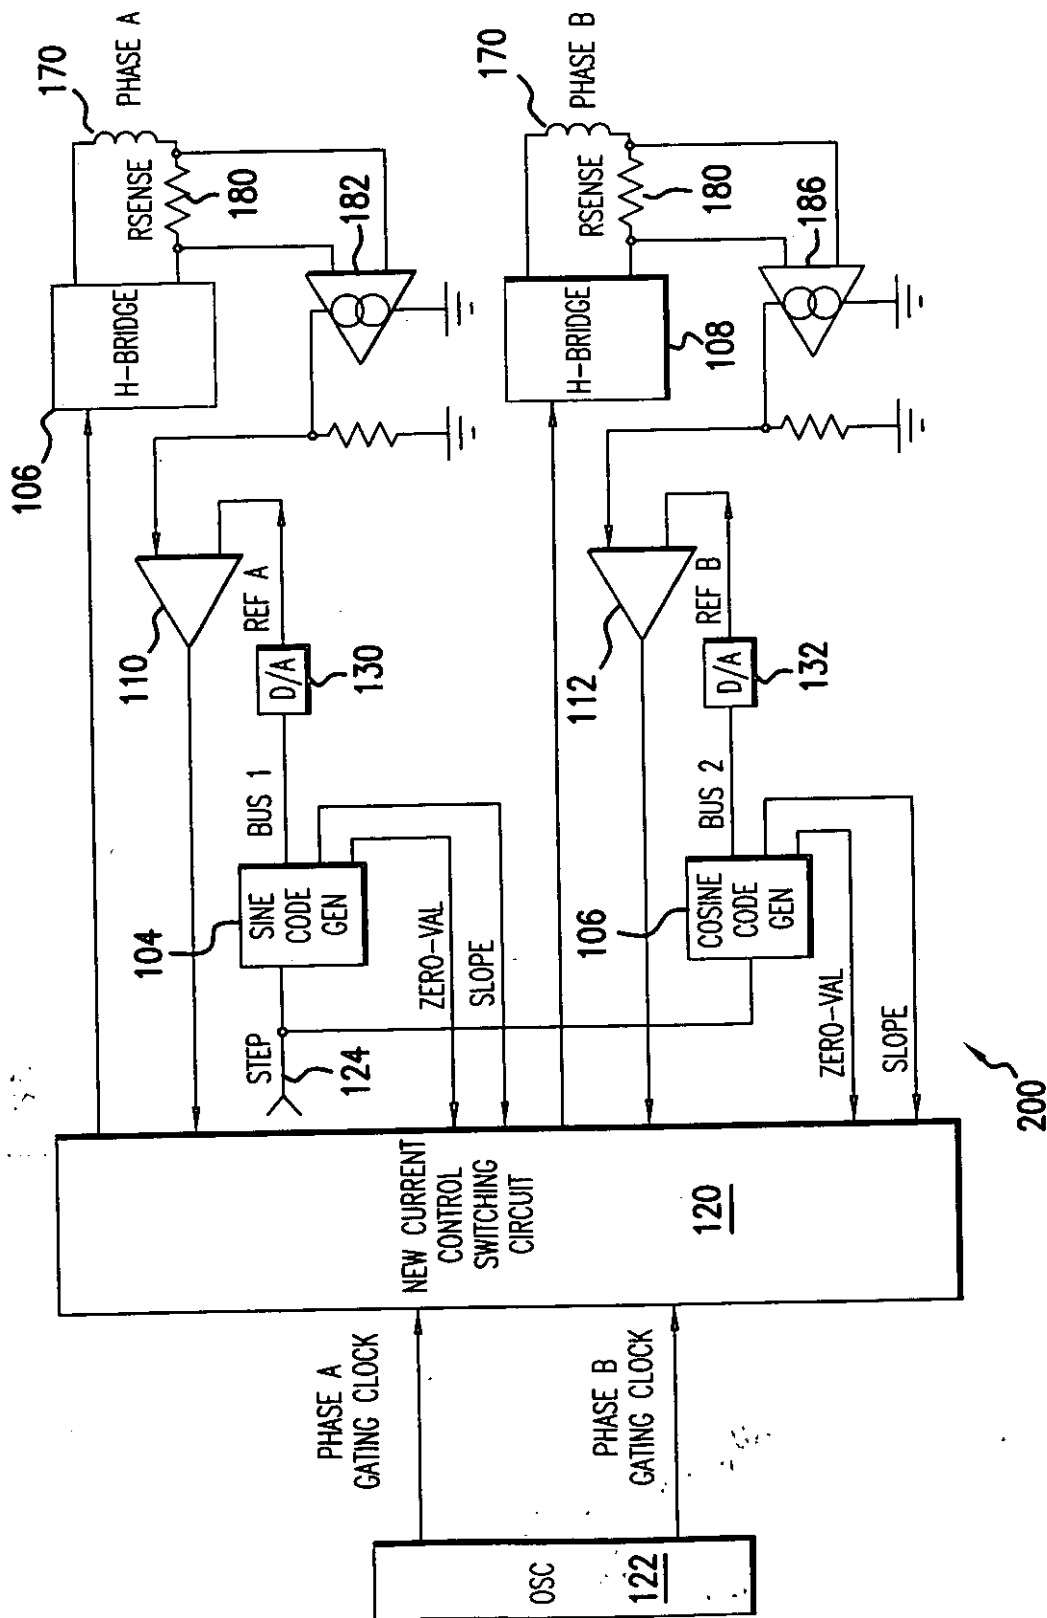 OSC
122
PHASE A
GATING CLOCK
PHASE B
GATING CLOCK
NEW CURRENT
CONTROL
SWITCHING
CIRCUIT
120
STEP
124
ZERO-VAL
SLOPE
104
SINE
CODE
GEN
BUS 1
D/A
130
REF A
110
106
H-BRIDGE
RSENSE
180
182
170
PHASE A
ZERO-VAL
SLOPE
106
COSINE
CODE
GEN
BUS 2
D/A
132
REF B
112
H-BRIDGE
108
RSENSE
180
186
170
PHASE B
200